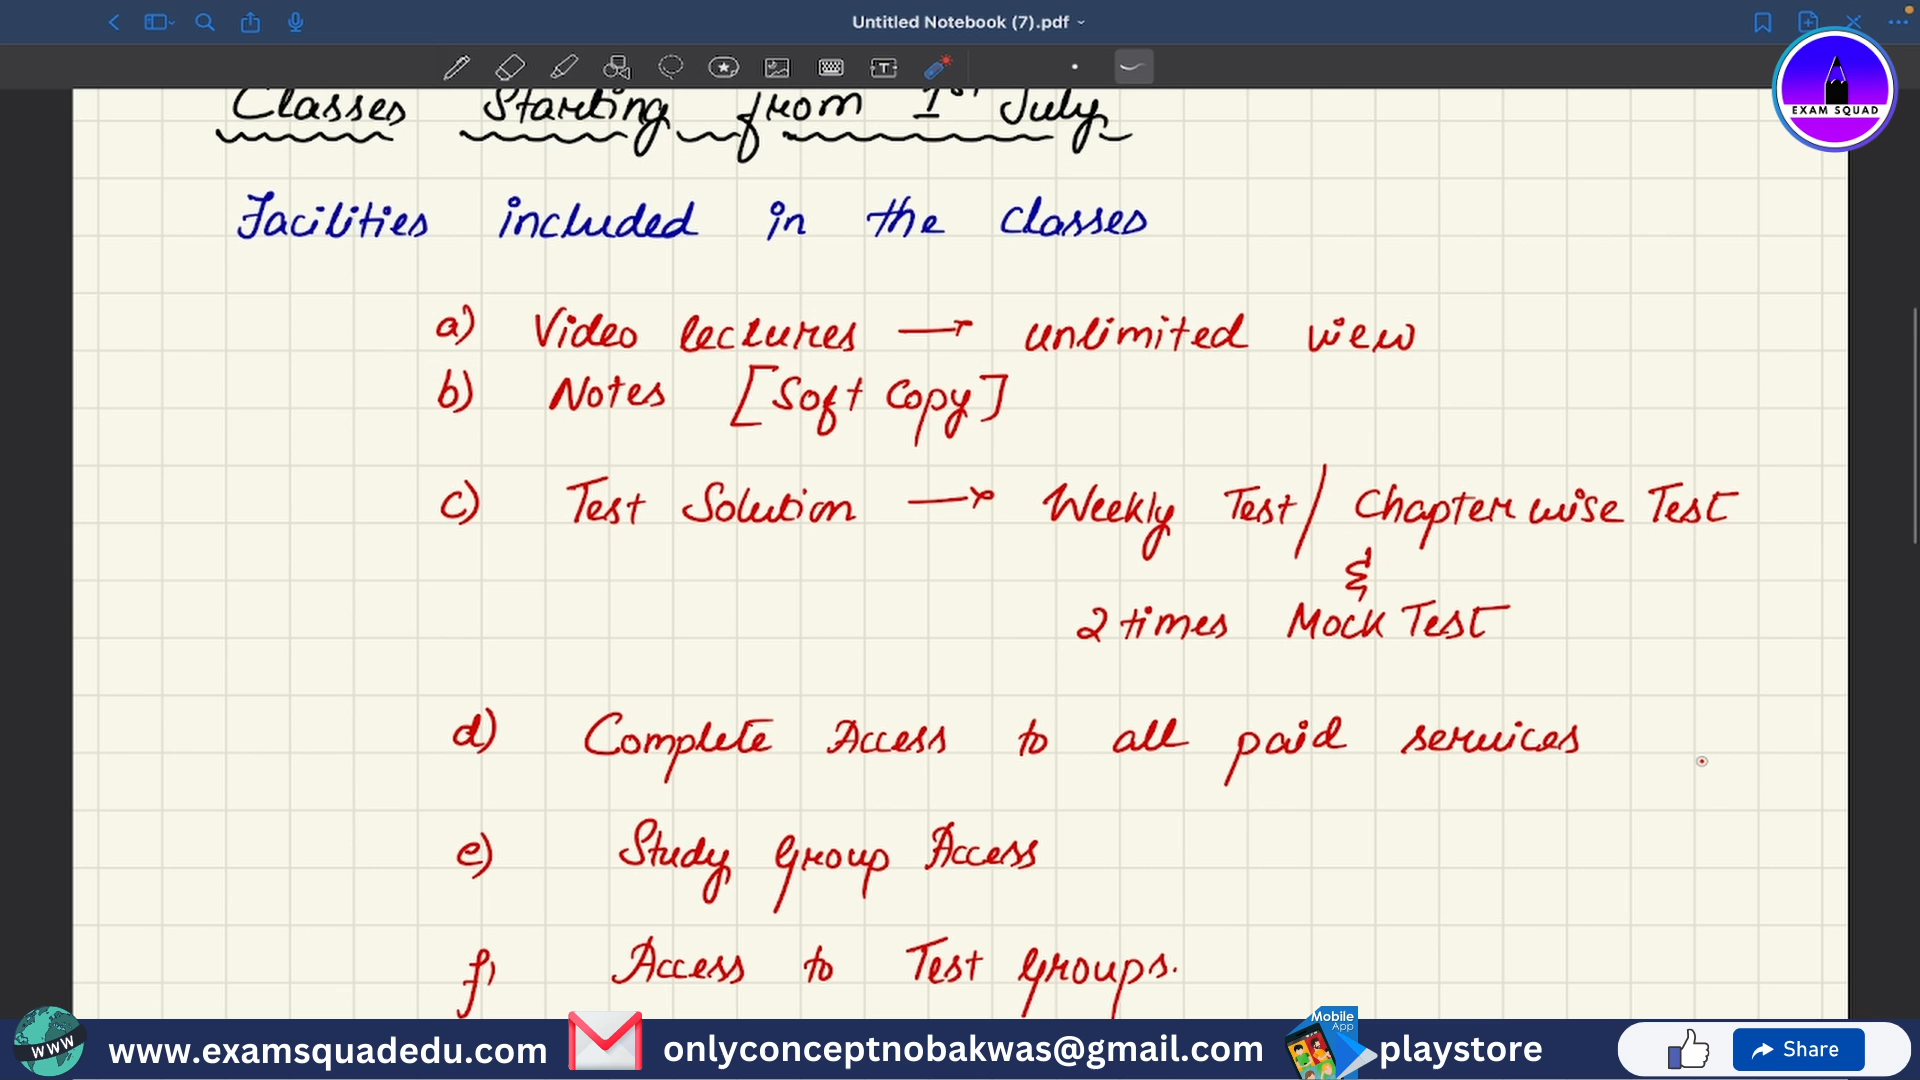 Untitled Notebook (7).pdf
EXAM SQUAD
Classes Starting from 1st July
Facilities included in the classes
a) Video lectures → unlimited view
b) Notes [Soft Copy]
c) Test Solution → Weekly Test / Chapterwise Test
&
2 times Mock Test
d) Complete Access to all paid services
e) Study Group Access
f) Access to Test Groups.
www.examsquadedu.com onlyconceptnobakwas@gmail.com Mobile App playstore Share